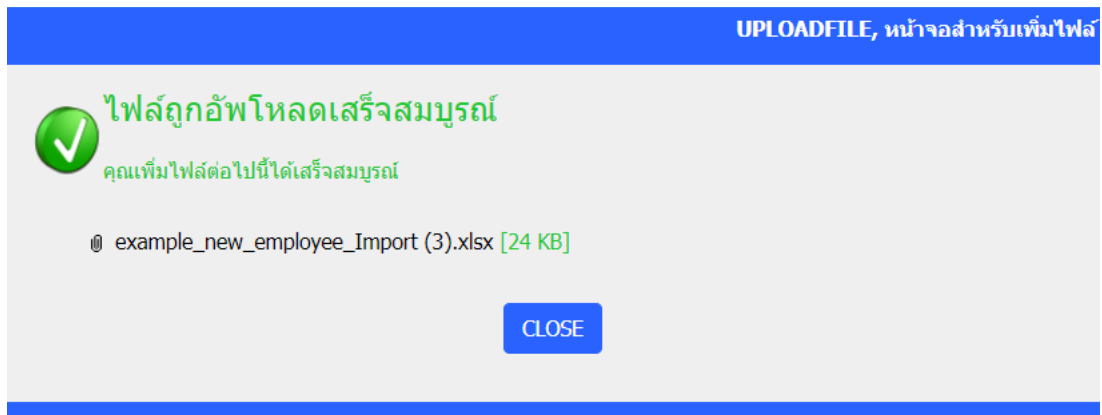 UPLOADFILE, หน้าจอสำหรับเพิ่มไฟล์
ไฟล์ถูกอัพโหลดเสร็จสมบูรณ์
คุณเพิ่มไฟล์ต่อไปนี้ได้เสร็จสมบูรณ์
example_new_employee_Import (3).xlsx [24 KB]
CLOSE